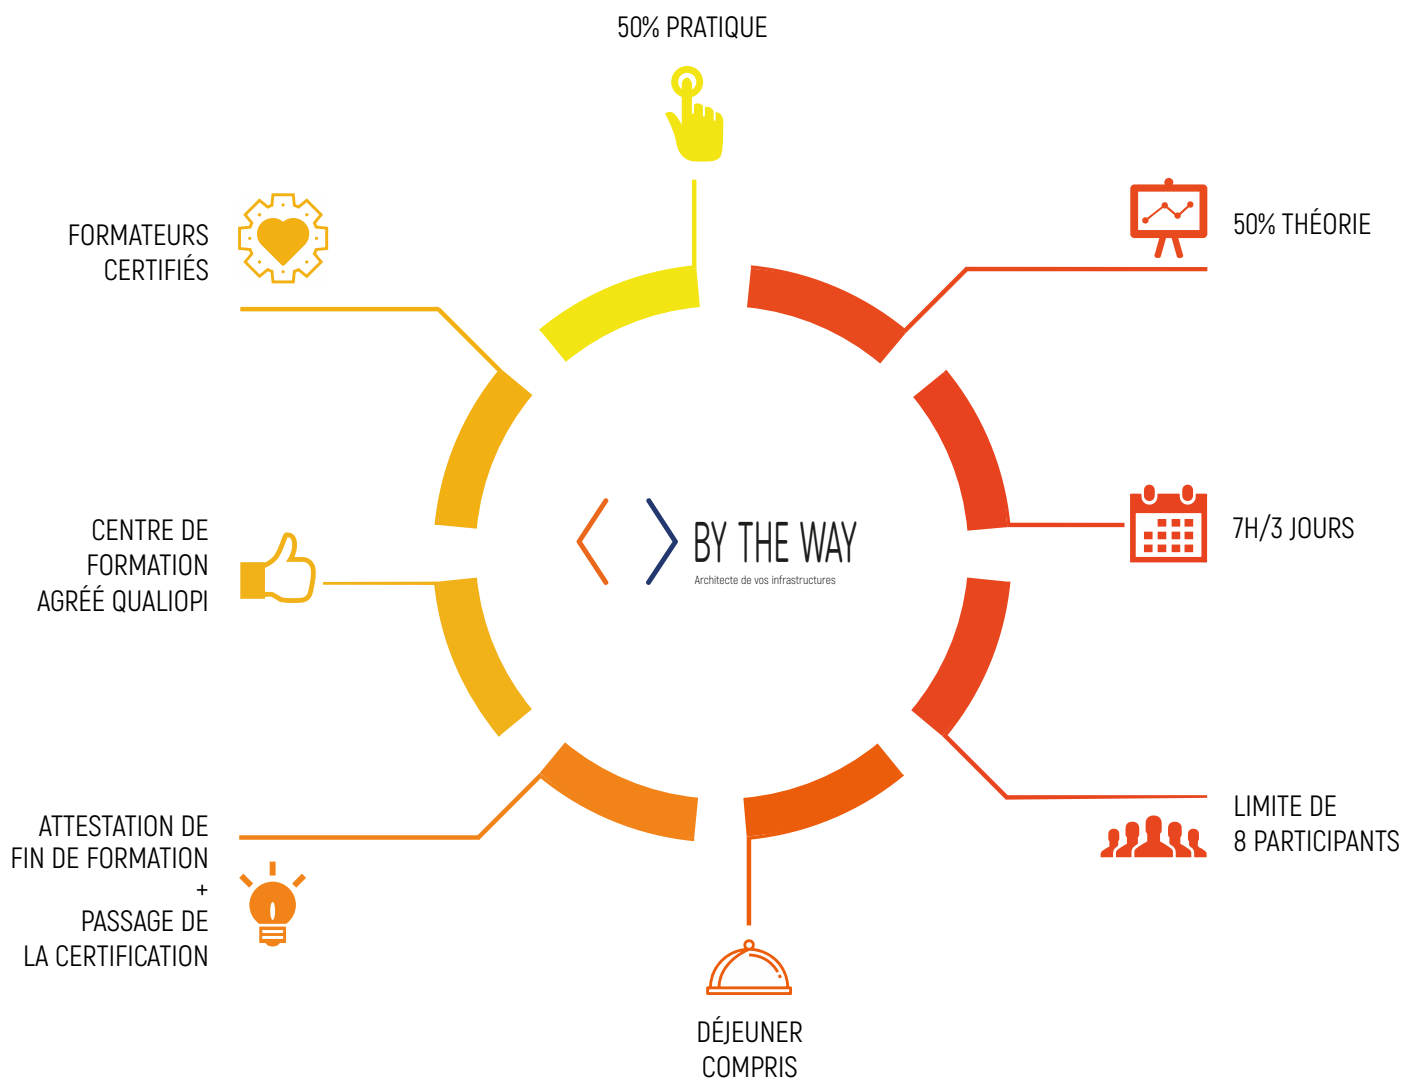 50% PRATIQUE
50% THÉORIE
7H/3 JOURS
LIMITE DE
8 PARTICIPANTS
DÉJEUNER
COMPRIS
ATTESTATION DE
FIN DE FORMATION
+
PASSAGE DE
LA CERTIFICATION
CENTRE DE
FORMATION
AGRÉÉ QUALIOPI
FORMATEURS
CERTIFIÉS
BY THE WAY
Architecte de vos infrastructures